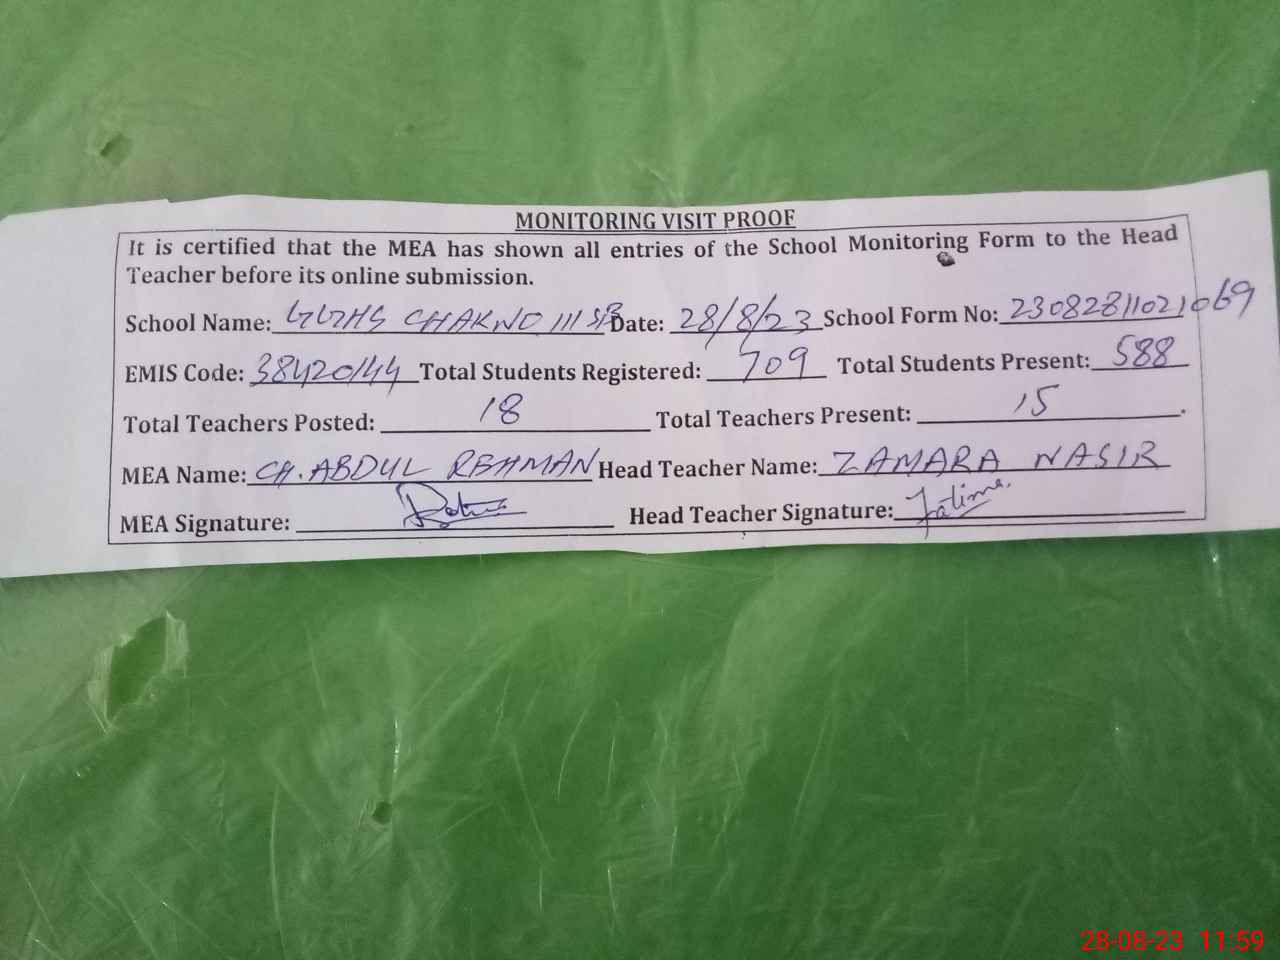 MONITORING VISIT PROOF
It is certified that the MEA has shown all entries of the School Monitoring Form to the Head
Teacher before its online submission.
School Name: GGHS CHAKNO 111 SB Date: 28/8/23 School Form No: 23082811021069
EMIS Code: 38420144 Total Students Registered: 709 Total Students Present: 588
Total Teachers Posted: 18 Total Teachers Present: 15.
MEA Name: CH. ABDUL REHMAN Head Teacher Name: ZAMARA NASIR
MEA Signature: Head Teacher Signature: Fatima.
28-08-23 11:59